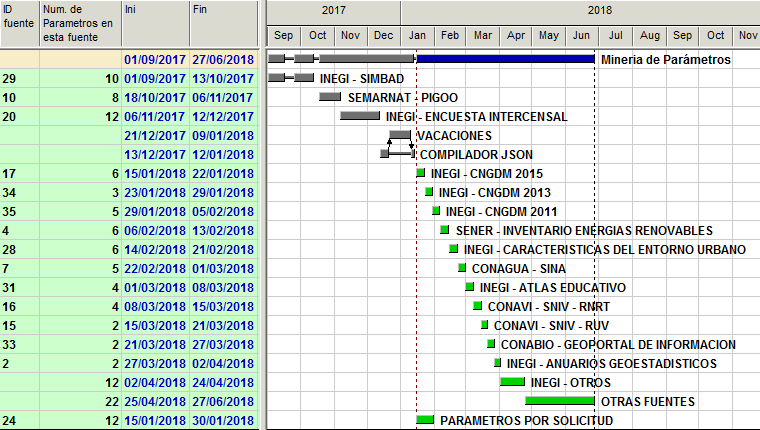 ID fuente Num. de Parametros en esta fuente Ini Fin 2017 2018
Sep Oct Nov Dec Jan Feb Mar Apr May Jun Jul Aug Sep Oct Nov
01/09/2017 27/06/2018 Mineria de Parámetros
29 10 01/09/2017 13/10/2017 INEGI - SIMBAD
10 8 18/10/2017 06/11/2017 SEMARNAT - PIGOO
20 12 06/11/2017 12/12/2017 INEGI - ENCUESTA INTERCENSAL
21/12/2017 09/01/2018 VACACIONES
13/12/2017 12/01/2018 COMPILADOR JSON
17 6 15/01/2018 22/01/2018 INEGI - CNGDM 2015
34 3 23/01/2018 29/01/2018 INEGI - CNGDM 2013
35 5 29/01/2018 05/02/2018 INEGI - CNGDM 2011
4 6 06/02/2018 13/02/2018 SENER - INVENTARIO ENERGIAS RENOVABLES
28 6 14/02/2018 21/02/2018 INEGI - CARACTERISTICAS DEL ENTORNO URBANO
7 5 22/02/2018 01/03/2018 CONAGUA - SINA
31 4 01/03/2018 08/03/2018 INEGI - ATLAS EDUCATIVO
16 4 08/03/2018 15/03/2018 CONAVI - SNIV - RNRT
15 2 15/03/2018 21/03/2018 CONAVI - SNIV - RUV
33 2 21/03/2018 27/03/2018 CONABIO - GEOPORTAL DE INFORMACION
2 2 27/03/2018 02/04/2018 INEGI - ANUARIOS GEOESTADISTICOS
12 02/04/2018 24/04/2018 INEGI - OTROS
22 25/04/2018 27/06/2018 OTRAS FUENTES
24 12 15/01/2018 30/01/2018 PARAMETROS POR SOLICITUD